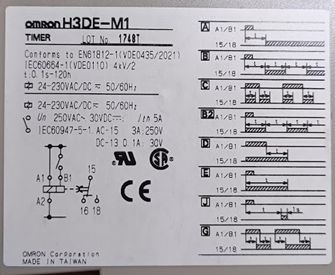 OMRON H3DE-M1
TIMER LOT No 1748T
Conforms to EN61812-1(VDE0435/2021)
IEC60664-1(VDE0110) 4kV/2
t:0.1s-120h
24-230VAC/DC ≂ 50/60Hz
24-230VAC/DC ≂ 50/60Hz
Un 250VAC~ 30VDC⎓ Ith 5A
IEC60947-5-1 AC-15 3A,250V
DC-13 0.1A,30V
A1 B1 15
A2 16 18
OMRON Corporation
MADE IN TAIWAN
A A1/B1
15/18
B A1/B1
15/18
C A1/B1
15/18
B2 A1/B1
15/18
D A1/B1
15/18
E A1/B1
15/18
J A1/B1
15/18
G A1/B1
15/18